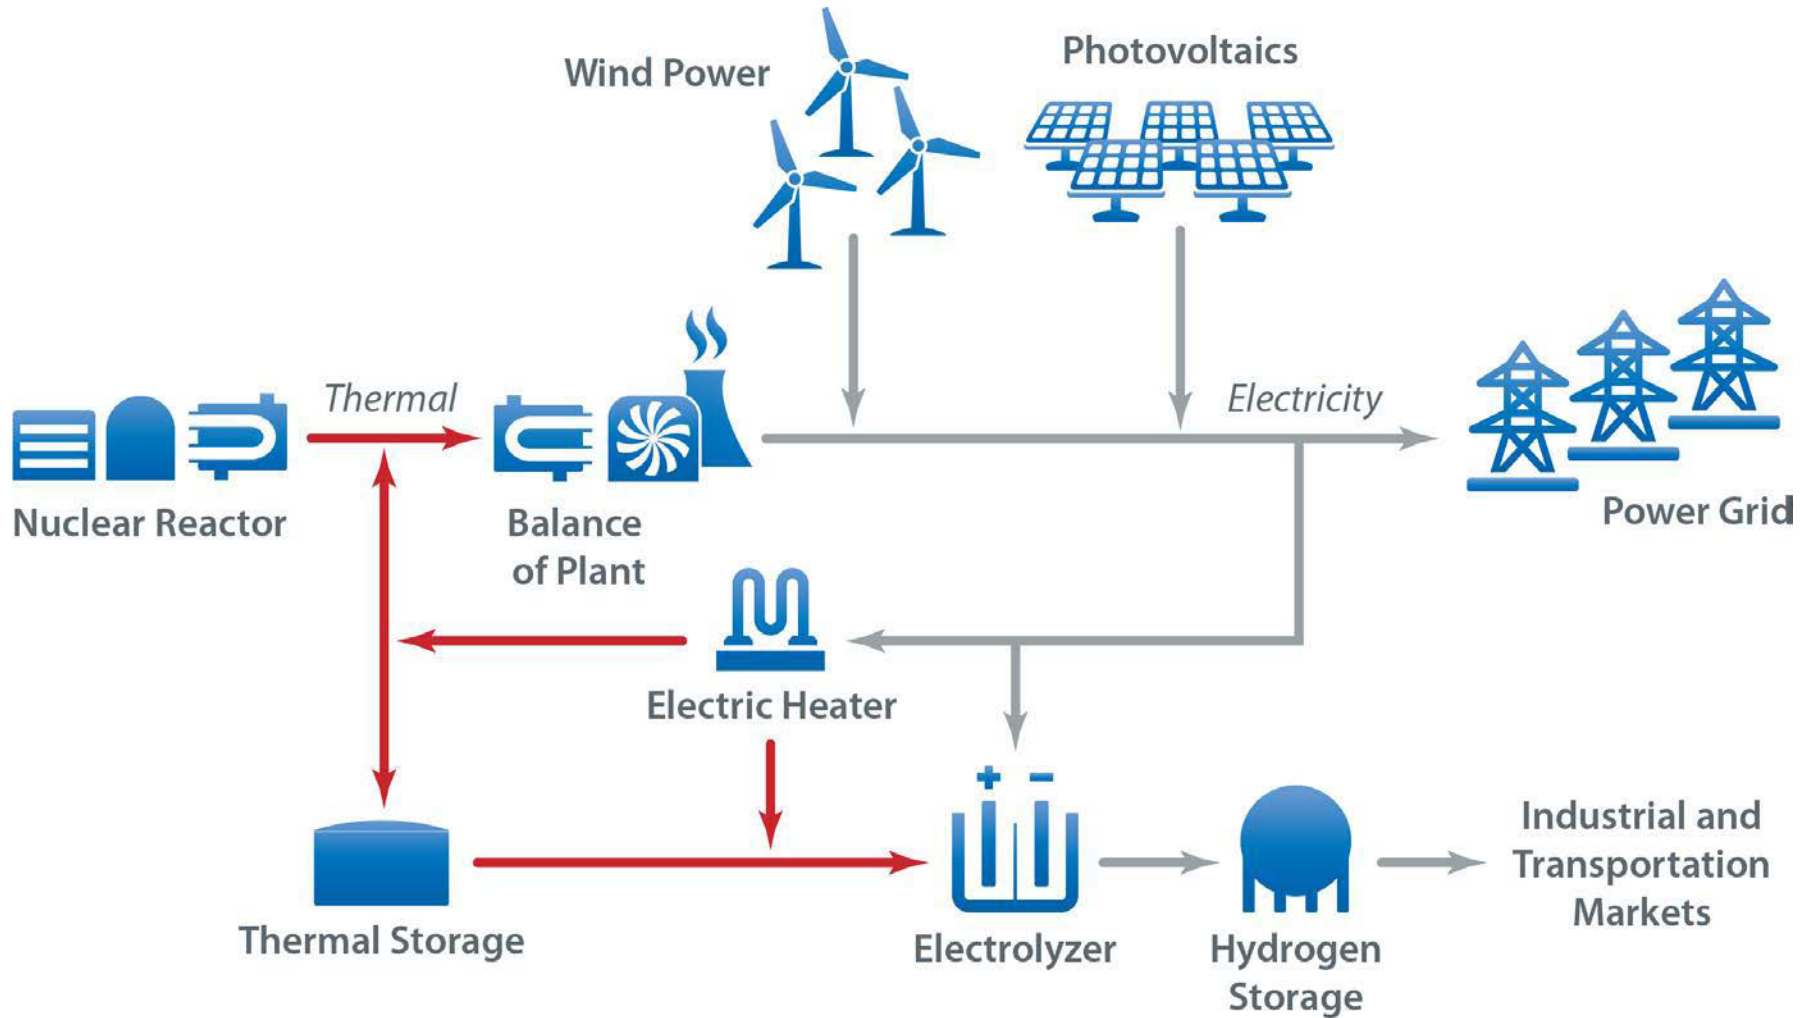 Wind Power
Photovoltaics
Thermal
Electricity
Nuclear Reactor
Balance
of Plant
Power Grid
Electric Heater
+ −
Thermal Storage
Electrolyzer
Hydrogen
Storage
Industrial and
Transportation
Markets